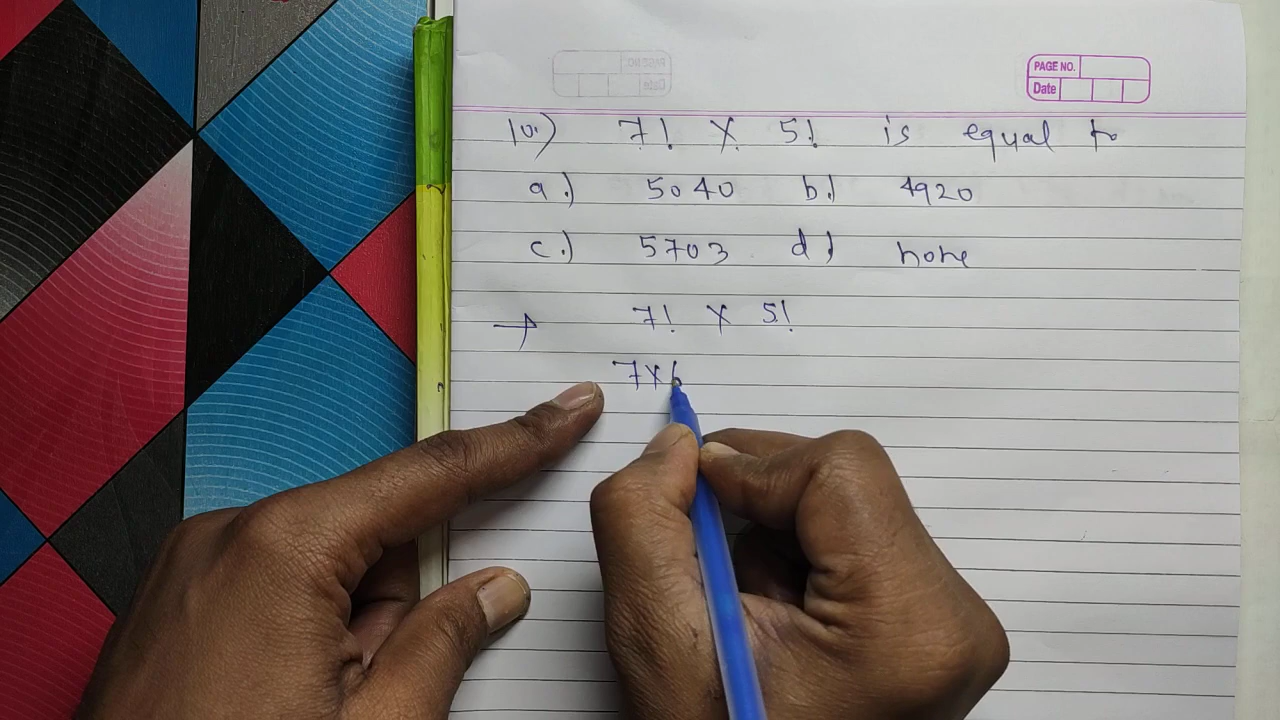 PAGE NO.
Date
10.) 7! X 5! is equal to
a.) 5040 b.) 4920
c.) 5703 d.) none
→ 7! X 5!
7x6